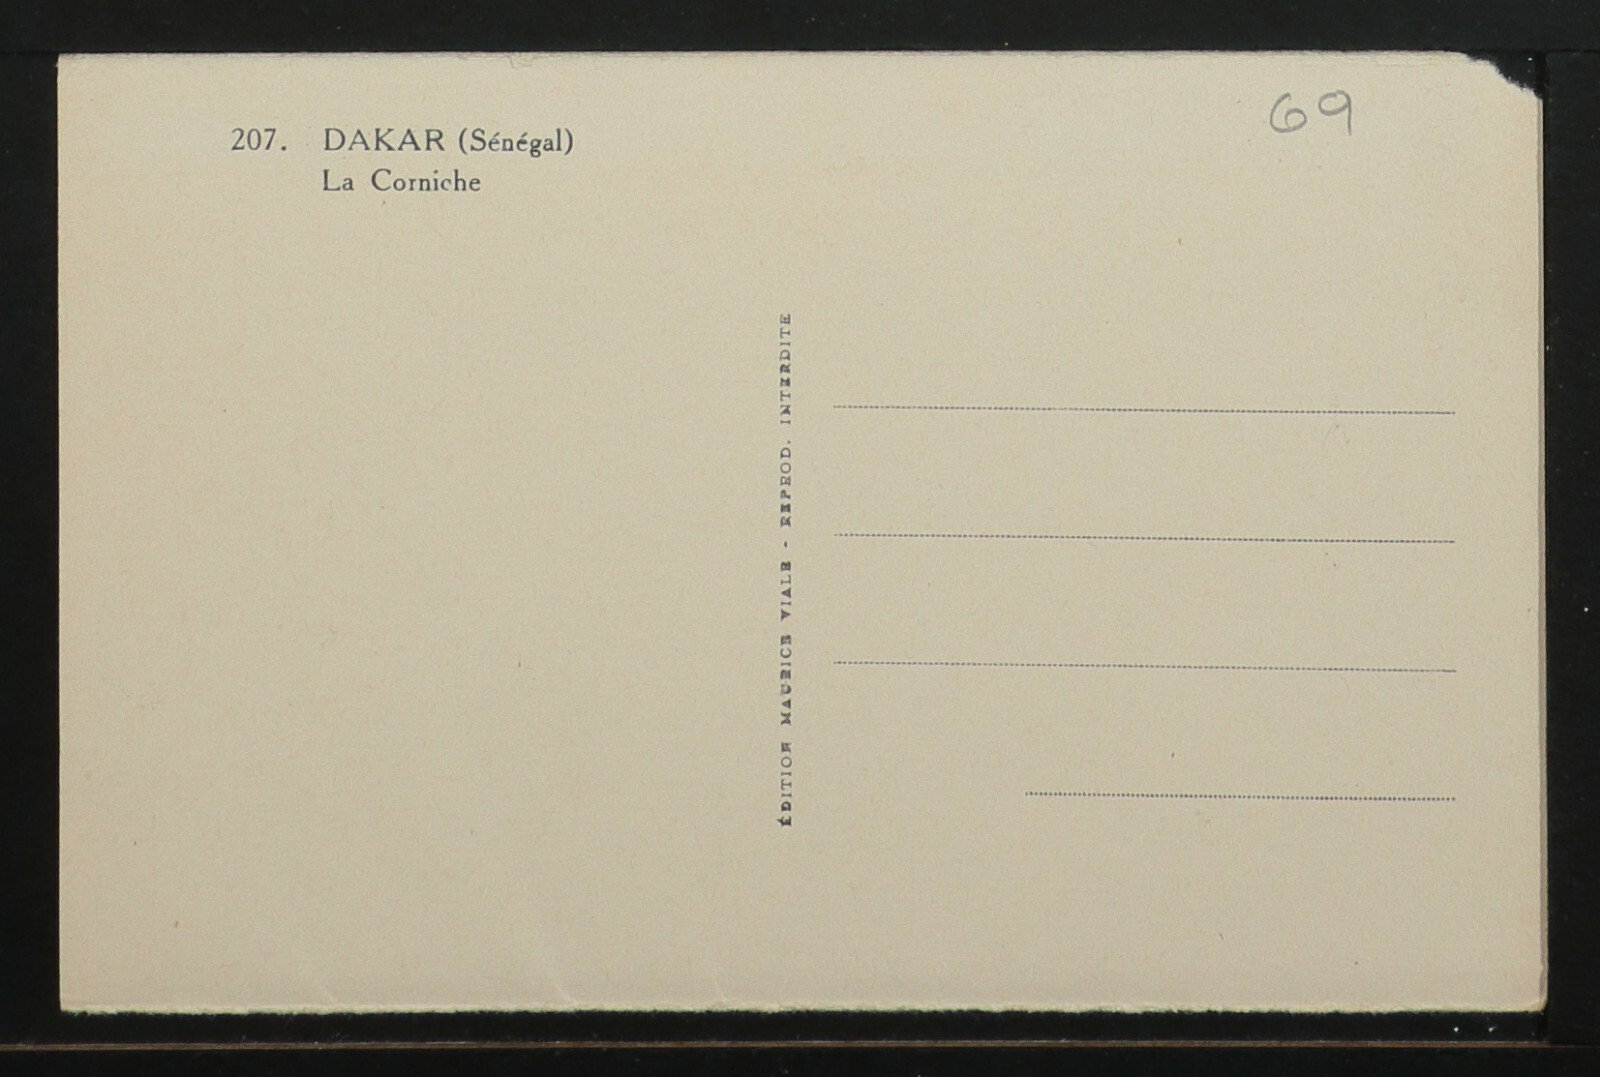 207. DAKAR (Sénégal)
La Corniche
69
ÉDITION MAURICE VIALE - REPROD. INTERDITE